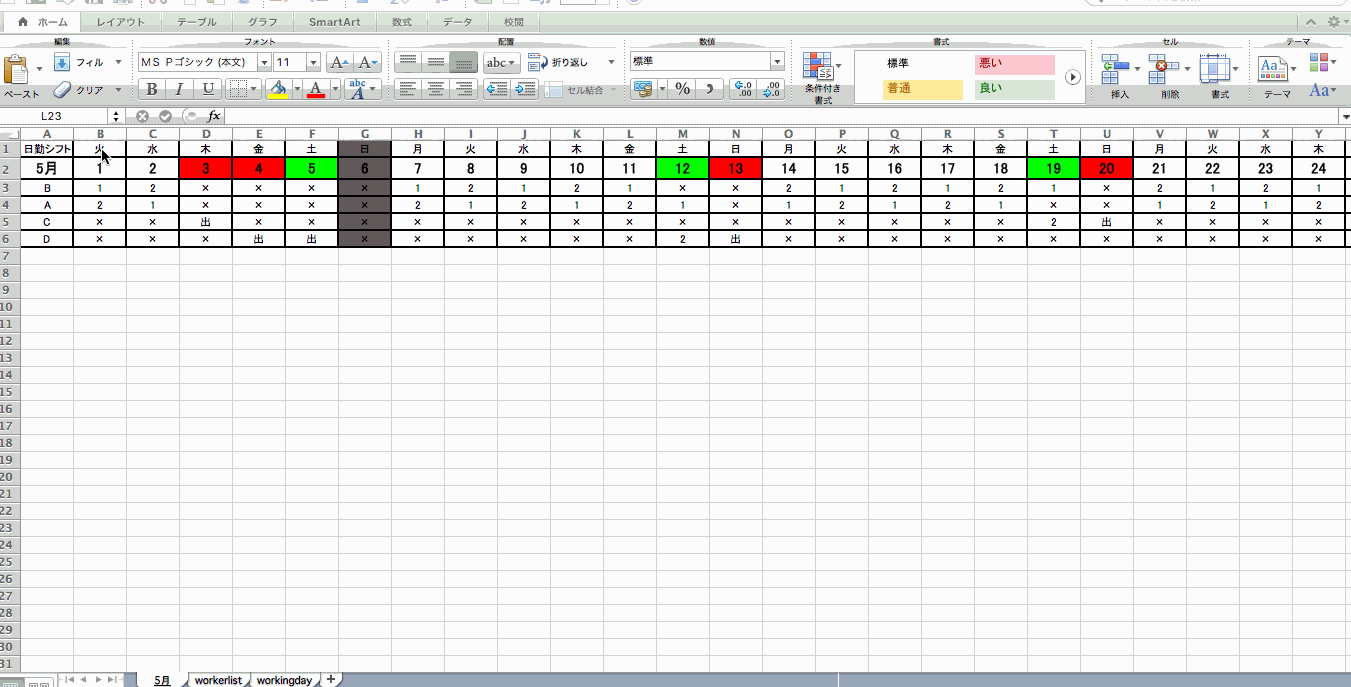 ホーム レイアウト テーブル グラフ SmartArt 数式 データ 校閲
編集 フォント 配置 数値 書式 セル テーマ
ペースト フィル クリア
MS Pゴシック (本文) 11 A A
B I U A abc A
abc 折り返し
セル結合
標準
% .0 .00 .00 .0
条件付き
書式
標準 悪い
普通 良い
挿入 削除 書式
テーマ Aa
L23 fx
A B C D E F G H I J K L M N O P Q R S T U V W X Y
1 日勤シフト 火 水 木 金 土 日 月 火 水 木 金 土 日 月 火 水 木 金 土 日 月 火 水 木
2 5月 1 2 3 4 5 6 7 8 9 10 11 12 13 14 15 16 17 18 19 20 21 22 23 24
3 B 1 2 × × × × 1 2 1 2 1 × × 2 1 2 1 2 1 × 2 1 2 1
4 A 2 1 × × × × 2 1 2 1 2 1 × 1 2 1 2 1 × × 1 2 1 2
5 C × × 出 × × × × × × × × × × × × × × × 2 出 × × × ×
6 D × × × 出 出 × × × × × × 2 出 × × × × × × × × × × ×
7
8
9
10
11
12
13
14
15
16
17
18
19
20
21
22
23
24
25
26
27
28
29
30
31
5月 workerlist workingday +